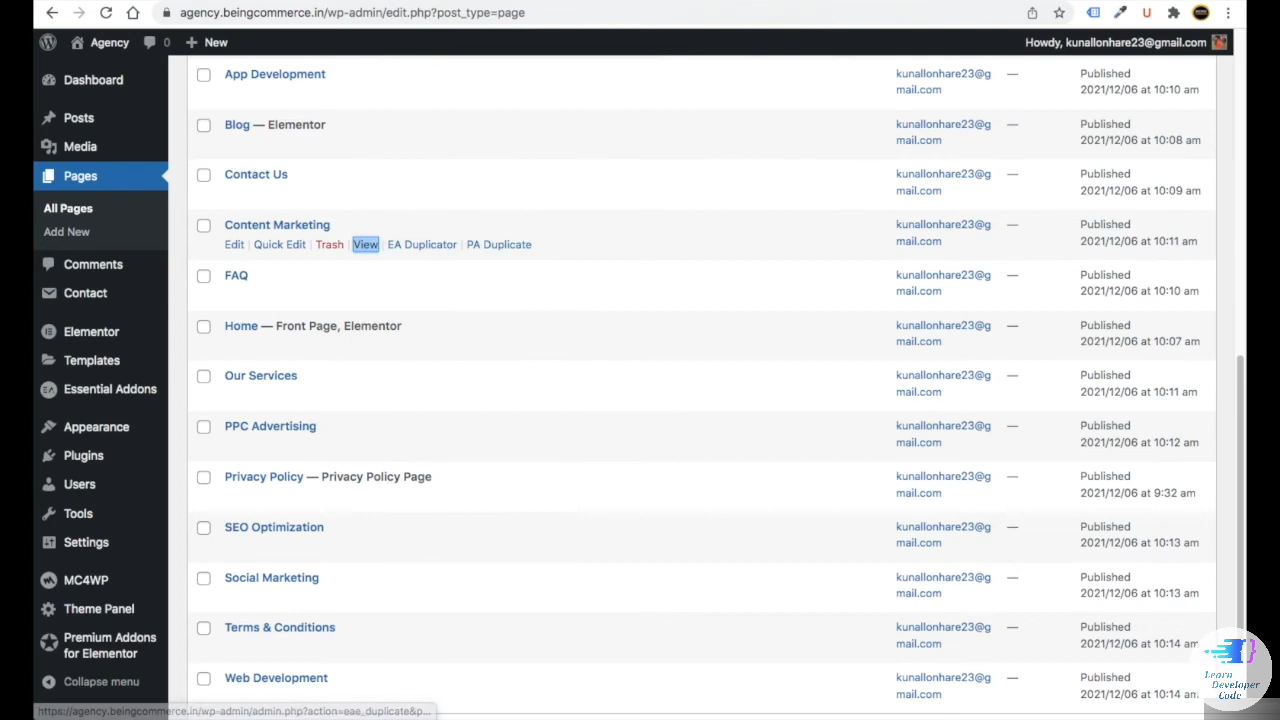 agency.beingcommerce.in/wp-admin/edit.php?post_type=page
Agency 0 New Howdy, kunallonhare23@gmail.com
Dashboard
Posts
Media
Pages
All Pages
Add New
Comments
Contact
Elementor
Templates
Essential Addons
Appearance
Plugins
Users
Tools
Settings
MC4WP
Theme Panel
Premium Addons
for Elementor
Collapse menu
App Development kunallonhare23@g — Published
mail.com 2021/12/06 at 10:10 am
Blog — Elementor kunallonhare23@g — Published
mail.com 2021/12/06 at 10:08 am
Contact Us kunallonhare23@g — Published
mail.com 2021/12/06 at 10:09 am
Content Marketing kunallonhare23@g — Published
Edit | Quick Edit | Trash | View | EA Duplicator | PA Duplicate mail.com 2021/12/06 at 10:11 am
FAQ kunallonhare23@g — Published
mail.com 2021/12/06 at 10:10 am
Home — Front Page, Elementor kunallonhare23@g — Published
mail.com 2021/12/06 at 10:07 am
Our Services kunallonhare23@g — Published
mail.com 2021/12/06 at 10:11 am
PPC Advertising kunallonhare23@g — Published
mail.com 2021/12/06 at 10:12 am
Privacy Policy — Privacy Policy Page kunallonhare23@g — Published
mail.com 2021/12/06 at 9:32 am
SEO Optimization kunallonhare23@g — Published
mail.com 2021/12/06 at 10:13 am
Social Marketing kunallonhare23@g — Published
mail.com 2021/12/06 at 10:13 am
Terms & Conditions kunallonhare23@g — Published
mail.com 2021/12/06 at 10:14 am
Web Development kunallonhare23@g — Published
mail.com 2021/12/06 at 10:14 am
https://agency.beingcommerce.in/wp-admin/admin.php?action=eae_duplicate&p...
Learn
Developer
Code